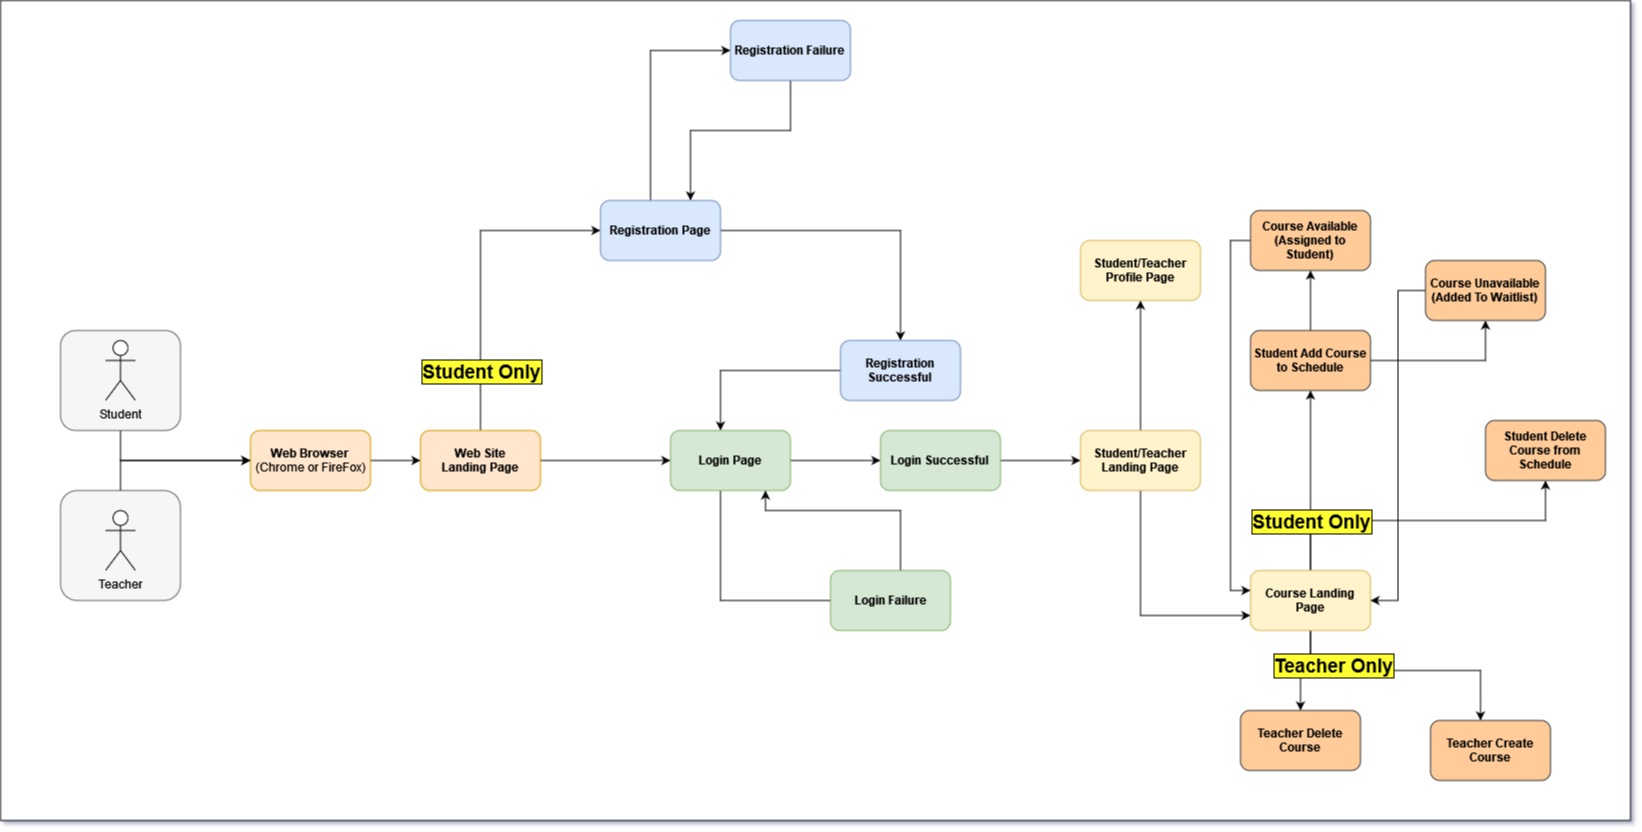 Registration Failure
Registration Page
Course Available
(Assigned to
Student)
Student/Teacher
Profile Page
Course Unavailable
(Added To Waitlist)
Student Add Course
to Schedule
Registration
Successful
Student Only
Student
Web Browser
(Chrome or FireFox)
Web Site
Landing Page
Login Page
Login Successful
Student/Teacher
Landing Page
Student Delete
Course from
Schedule
Student Only
Teacher
Login Failure
Course Landing
Page
Teacher Only
Teacher Delete
Course
Teacher Create
Course